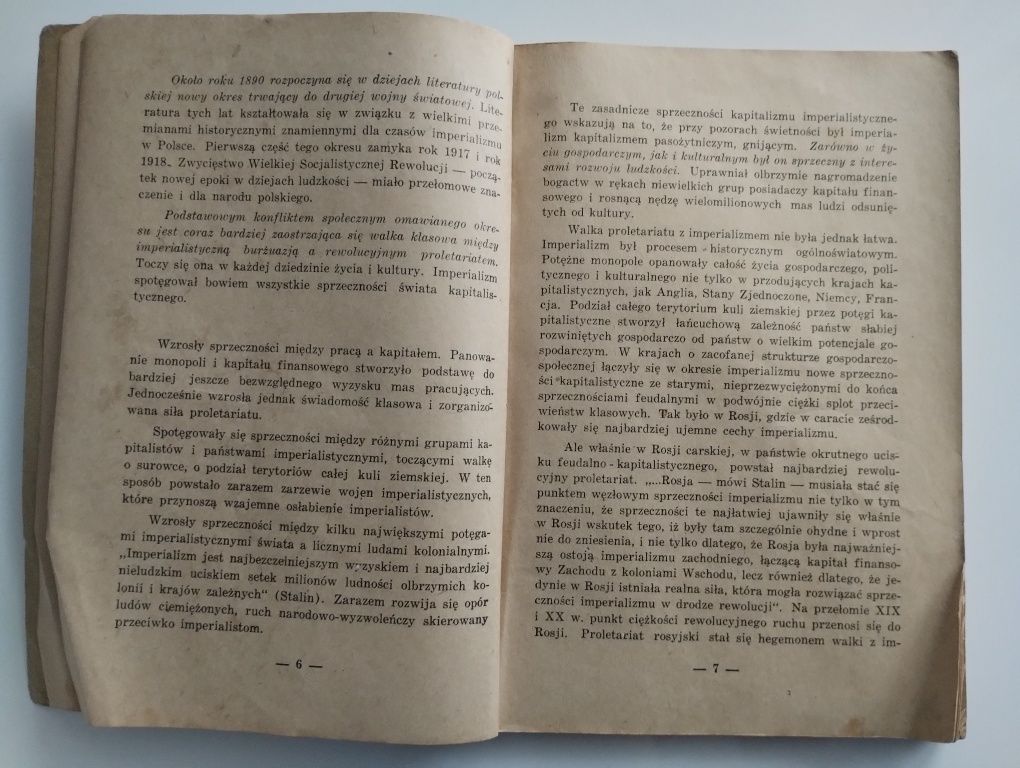 Około roku 1890 rozpoczyna się w dziejach literatury pol-
skiej nowy okres trwający do drugiej wojny światowej. Lite-
ratura tych lat kształtowała się w związku z wielkimi prze-
mianami historycznymi znamiennymi dla czasów imperializmu
w Polsce. Pierwszą część tego okresu zamyka rok 1917 i rok
1918. Zwycięstwo Wielkiej Socjalistycznej Rewolucji — począ-
tek nowej epoki w dziejach ludzkości — miało przełomowe zna-
czenie i dla narodu polskiego.
Podstawowym konfliktem społecznym omawianego okre-
su jest coraz bardziej zaostrzająca się walka klasowa między
imperialistyczną burżuazją a rewolucyjnym proletariatem.
Toczy się ona w każdej dziedzinie życia i kultury. Imperializm
spotęgował bowiem wszystkie sprzeczności świata kapitalis-
tycznego.
Wzrosły sprzeczności między pracą a kapitałem. Panowa-
nie monopoli i kapitału finansowego stworzyło podstawę do
bardziej jeszcze bezwzględnego wyzysku mas pracujących.
Jednocześnie wzrosła jednak świadomość klasowa i zorganizo-
wana siła proletariatu.
Spotęgowały się sprzeczności między różnymi grupami ka-
pitalistów i państwami imperialistycznymi, toczącymi walkę
o surowce, o podział terytoriów całej kuli ziemskiej. W ten
sposób powstało zarazem zarzewie wojen imperialistycznych,
które przynoszą wzajemne osłabienie imperialistów.
Wzrosły sprzeczności między kilku największymi potęga-
mi imperialistycznymi świata a licznymi ludami kolonialnymi.
„Imperializm jest najbezczelniejszym wyzyskiem i najbardziej
nieludzkim uciskiem setek milionów ludności olbrzymich ko-
lonii i krajów zależnych“ (Stalin). Zarazem rozwija się opór
ludów ciemiężonych, ruch narodowo-wyzwoleńczy skierowany
przeciwko imperialistom.
— 6 —
Te zasadnicze sprzeczności kapitalizmu imperialistyczne-
go wskazują na to, że przy pozorach świetności był imperia-
lizm kapitalizmem pasożytniczym, gnijącym. Zarówno w ży-
ciu gospodarczym, jak i kulturalnym był on sprzeczny z intere-
sami rozwoju ludzkości. Uprawniał olbrzymie nagromadzenie
bogactw w rękach niewielkich grup posiadaczy kapitału finan-
sowego i rosnącą nędzę wielomilionowych mas ludzi odsunię-
tych od kultury.
Walka proletariatu z imperializmem nie była jednak łatwa.
Imperializm był procesem historycznym ogólnoświatowym.
Potężne monopole opanowały całość życia gospodarczego, poli-
tycznego i kulturalnego nie tylko w przodujących krajach ka-
pitalistycznych, jak Anglia, Stany Zjednoczone, Niemcy, Fran-
cja. Podział całego terytorium kuli ziemskiej przez potęgi ka-
pitalistyczne stworzył łańcuchową zależność państw słabiej
rozwiniętych gospodarczo od państw o wielkim potencjale go-
spodarczym. W krajach o zacofanej strukturze gospodarczo-
społecznej łączyły się w okresie imperializmu nowe sprzeczno-
ści kapitalistyczne ze starymi, nieprzezwyciężonymi do końca
sprzecznościami feudalnymi w podwójnie ciężki splot przeci-
wieństw klasowych. Tak było w Rosji, gdzie w caracie ześrod-
kowały się najbardziej ujemne cechy imperializmu.
Ale właśnie w Rosji carskiej, w państwie okrutnego ucis-
ku feudalno-kapitalistycznego, powstał najbardziej rewolu-
cyjny proletariat. „...Rosja — mówi Stalin — musiała stać się
punktem węzłowym sprzeczności imperializmu nie tylko w tym
znaczeniu, że sprzeczności te najłatwiej ujawniły się właśnie
w Rosji wskutek tego, iż były tam szczególnie ohydne i wprost
nie do zniesienia, i nie tylko dlatego, że Rosja była najważniej-
szą ostoją imperializmu zachodniego, łączącą kapitał finanso-
wy Zachodu z koloniami Wschodu, lecz również dlatego, że je-
dynie w Rosji istniała realna siła, która mogła rozwiązać sprze-
czności imperializmu w drodze rewolucji“. Na przełomie XIX
i XX w. punkt ciężkości rewolucyjnego ruchu przenosi się do
Rosji. Proletariat rosyjski stał się hegemonem walki z im-
— 7 —